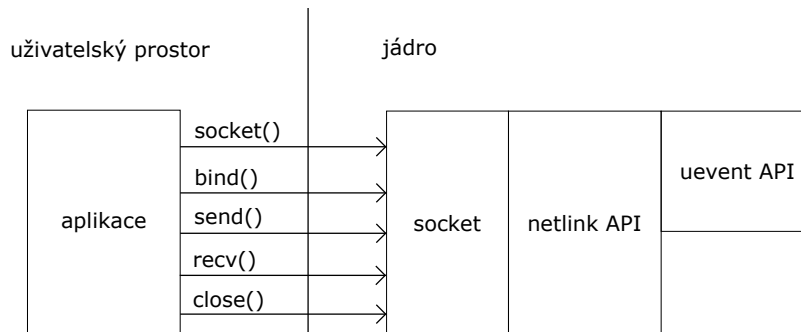 uživatelský prostor
jádro
socket()
bind()
send()
recv()
close()
aplikace
socket
netlink API
uevent API